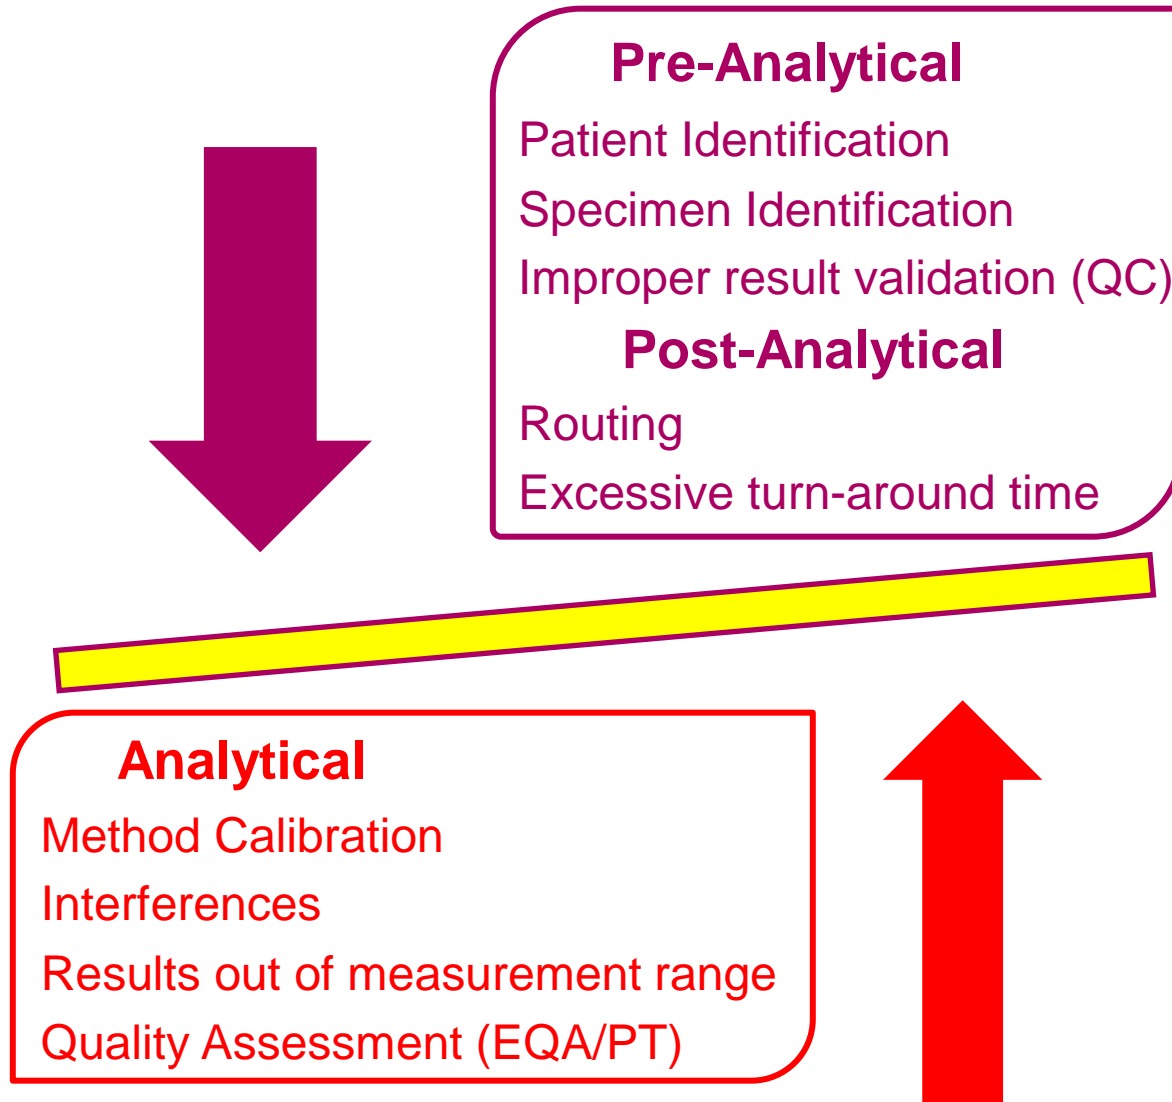 Pre-Analytical
Patient Identification
Specimen Identification
Improper result validation (QC)
Post-Analytical
Routing
Excessive turn-around time
Analytical
Method Calibration
Interferences
Results out of measurement range
Quality Assessment (EQA/PT)